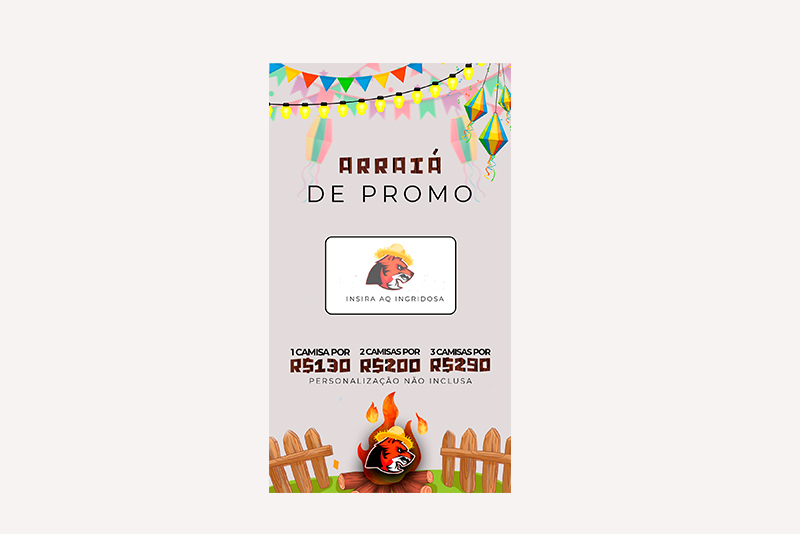 ARRAIÁ
DE PROMO
INSIRA AQ INGRIDOSA
1 CAMISA POR 2 CAMISAS POR 3 CAMISAS POR
R$130 R$200 R$290
PERSONALIZAÇÃO NÃO INCLUSA